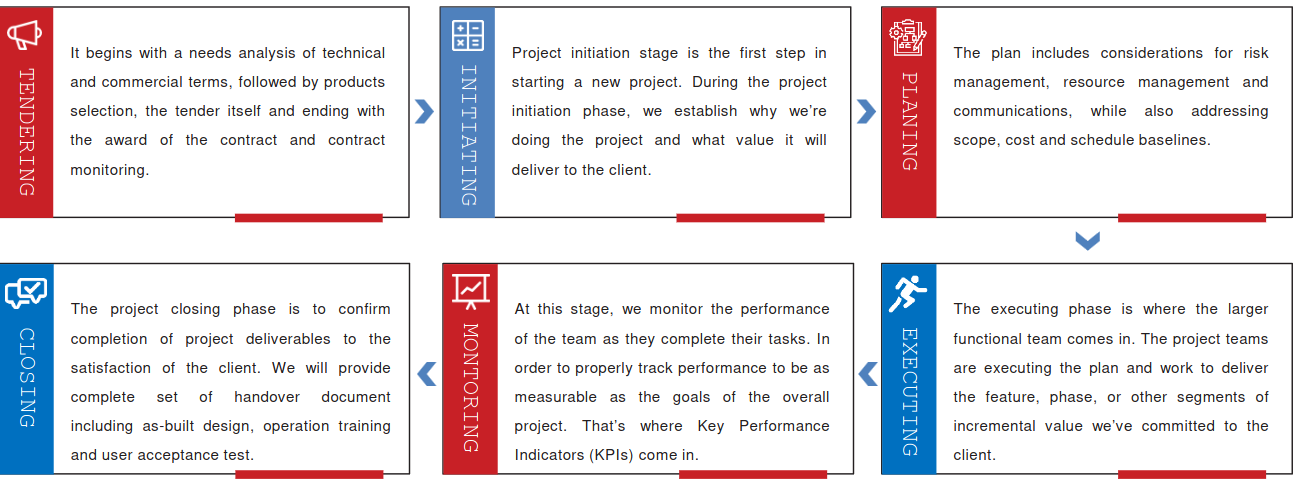 TENDERING
It begins with a needs analysis of technical
and commercial terms, followed by products
selection, the tender itself and ending with
the award of the contract and contract
monitoring.
INITIATING
Project initiation stage is the first step in
starting a new project. During the project
initiation phase, we establish why we're
doing the project and what value it will
deliver to the client.
PLANING
The plan includes considerations for risk
management, resource management and
communications, while also addressing
scope, cost and schedule baselines.
EXECUTING
The executing phase is where the larger
functional team comes in. The project teams
are executing the plan and work to deliver
the feature, phase, or other segments of
incremental value we've committed to the
client.
MONTORING
At this stage, we monitor the performance
of the team as they complete their tasks. In
order to properly track performance to be as
measurable as the goals of the overall
project. That's where Key Performance
Indicators (KPIs) come in.
CLOSING
The project closing phase is to confirm
completion of project deliverables to the
satisfaction of the client. We will provide
complete set of handover document
including as-built design, operation training
and user acceptance test.